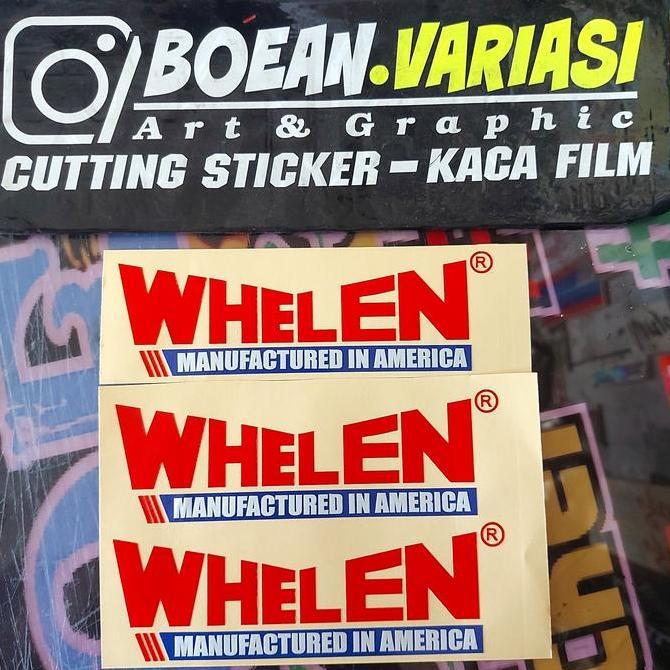 BOEAN.VARIASI
Art & Graphic
CUTTING STICKER - KACA FILM
WHELEN®
MANUFACTURED IN AMERICA
WHELEN®
MANUFACTURED IN AMERICA
WHELEN®
MANUFACTURED IN AMERICA